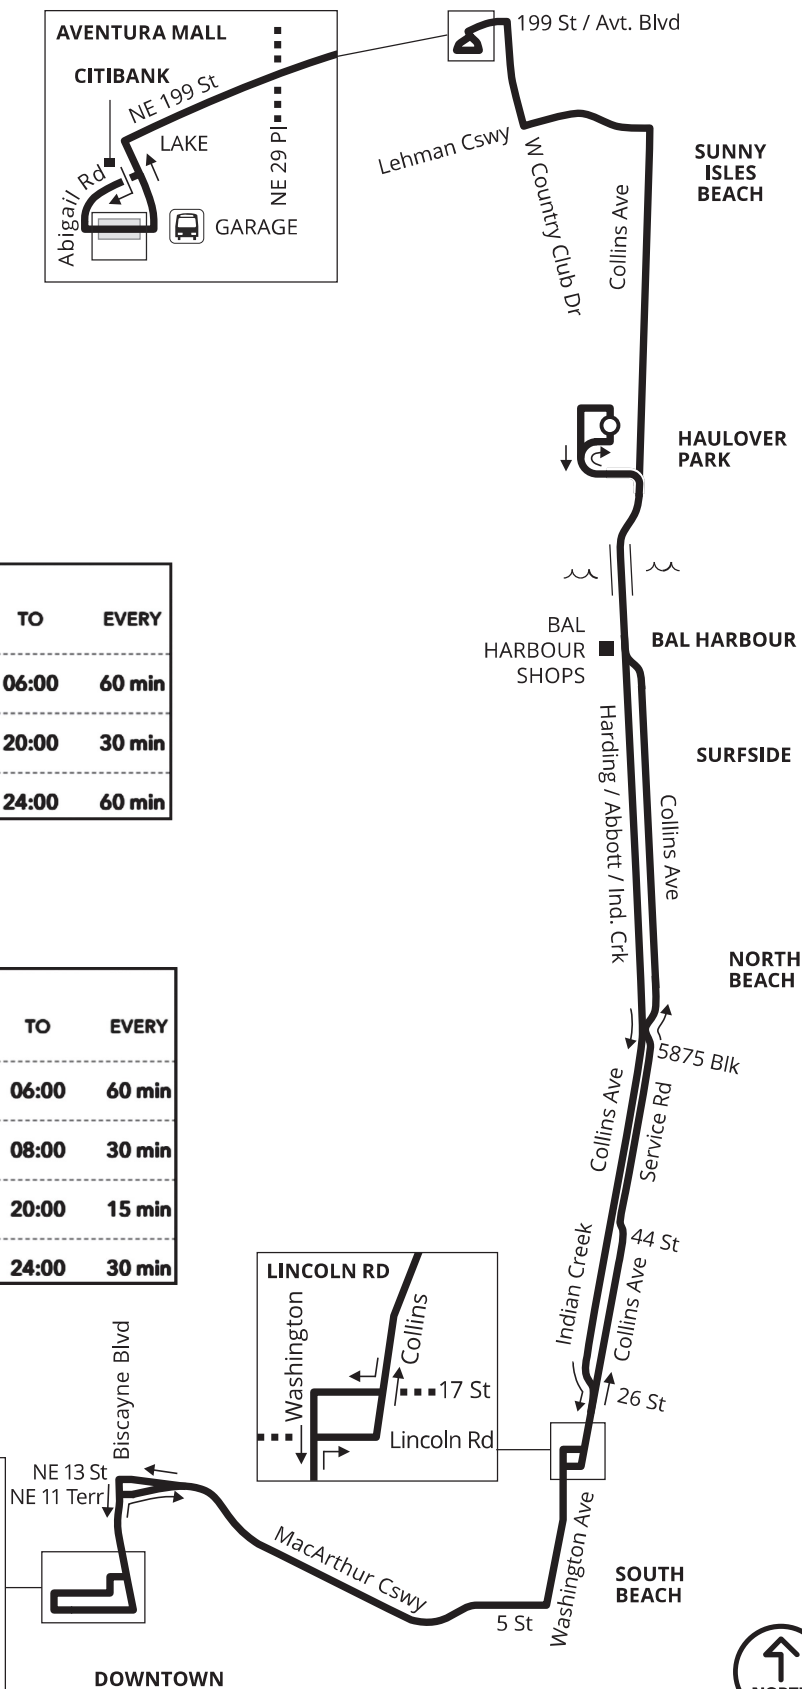 AVENTURA MALL
CITIBANK
NE 199 St
LAKE
Abigail Rd
GARAGE
NE 29 Pl
199 St / Avt. Blvd
Lehman Cswy
W Country Club Dr
Collins Ave
SUNNY
ISLES
BEACH
HAULOVER
PARK
TO EVERY
06:00 60 min
20:00 30 min
24:00 60 min
BAL
HARBOUR
SHOPS
BAL HARBOUR
Harding / Abbott / Ind. Crk
SURFSIDE
Collins Ave
NORTH
BEACH
5875 Blk
TO EVERY
06:00 60 min
08:00 30 min
20:00 15 min
24:00 30 min
Collins Ave
Service Rd
44 St
Indian Creek
Collins Ave
26 St
LINCOLN RD
Washington
Collins
17 St
Lincoln Rd
Biscayne Blvd
NE 13 St
NE 11 Terr
MacArthur Cswy
5 St
Washington Ave
SOUTH
BEACH
DOWNTOWN